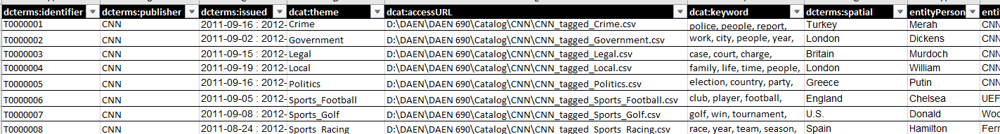 dcterms:identifier dcterms:publisher dcterms:issued dcat:theme dcat:accessURL dcat:keyword dcterms:spatial entityPerson enti
T0000001 CNN 2011-09-16 : 2012- Crime D:\DAEN\DAEN 690\Catalog\CNN\CNN_tagged_Crime.csv police, people, report, Turkey Merah CNN
T0000002 CNN 2011-09-02 : 2012- Government D:\DAEN\DAEN 690\Catalog\CNN\CNN_tagged_Government.csv work, city, people, year, London Dickens CNN
T0000003 CNN 2011-09-15 : 2012- Legal D:\DAEN\DAEN 690\Catalog\CNN\CNN_tagged_Legal.csv case, court, charge, Britain Murdoch CNN
T0000004 CNN 2011-09-19 : 2012- Local D:\DAEN\DAEN 690\Catalog\CNN\CNN_tagged_Local.csv family, life, time, people, London William CNN
T0000005 CNN 2011-09-16 : 2012- Politics D:\DAEN\DAEN 690\Catalog\CNN\CNN_tagged_Politics.csv election, country, party, Greece Putin CNN
T0000006 CNN 2011-09-05 : 2012- Sports_Football D:\DAEN\DAEN 690\Catalog\CNN\CNN_tagged_Sports_Football.csv club, player, football, England Chelsea UEF
T0000007 CNN 2011-09-08 : 2012- Sports_Golf D:\DAEN\DAEN 690\Catalog\CNN\CNN_tagged_Sports_Golf.csv golf, win, tournament, U.S. Donald Woo
T0000008 CNN 2011-08-24 : 2012- Sports_Racing D:\DAEN\DAEN 690\Catalog\CNN\CNN_tagged_Sports_Racing.csv race, year, team, season, Spain Hamilton Ferr